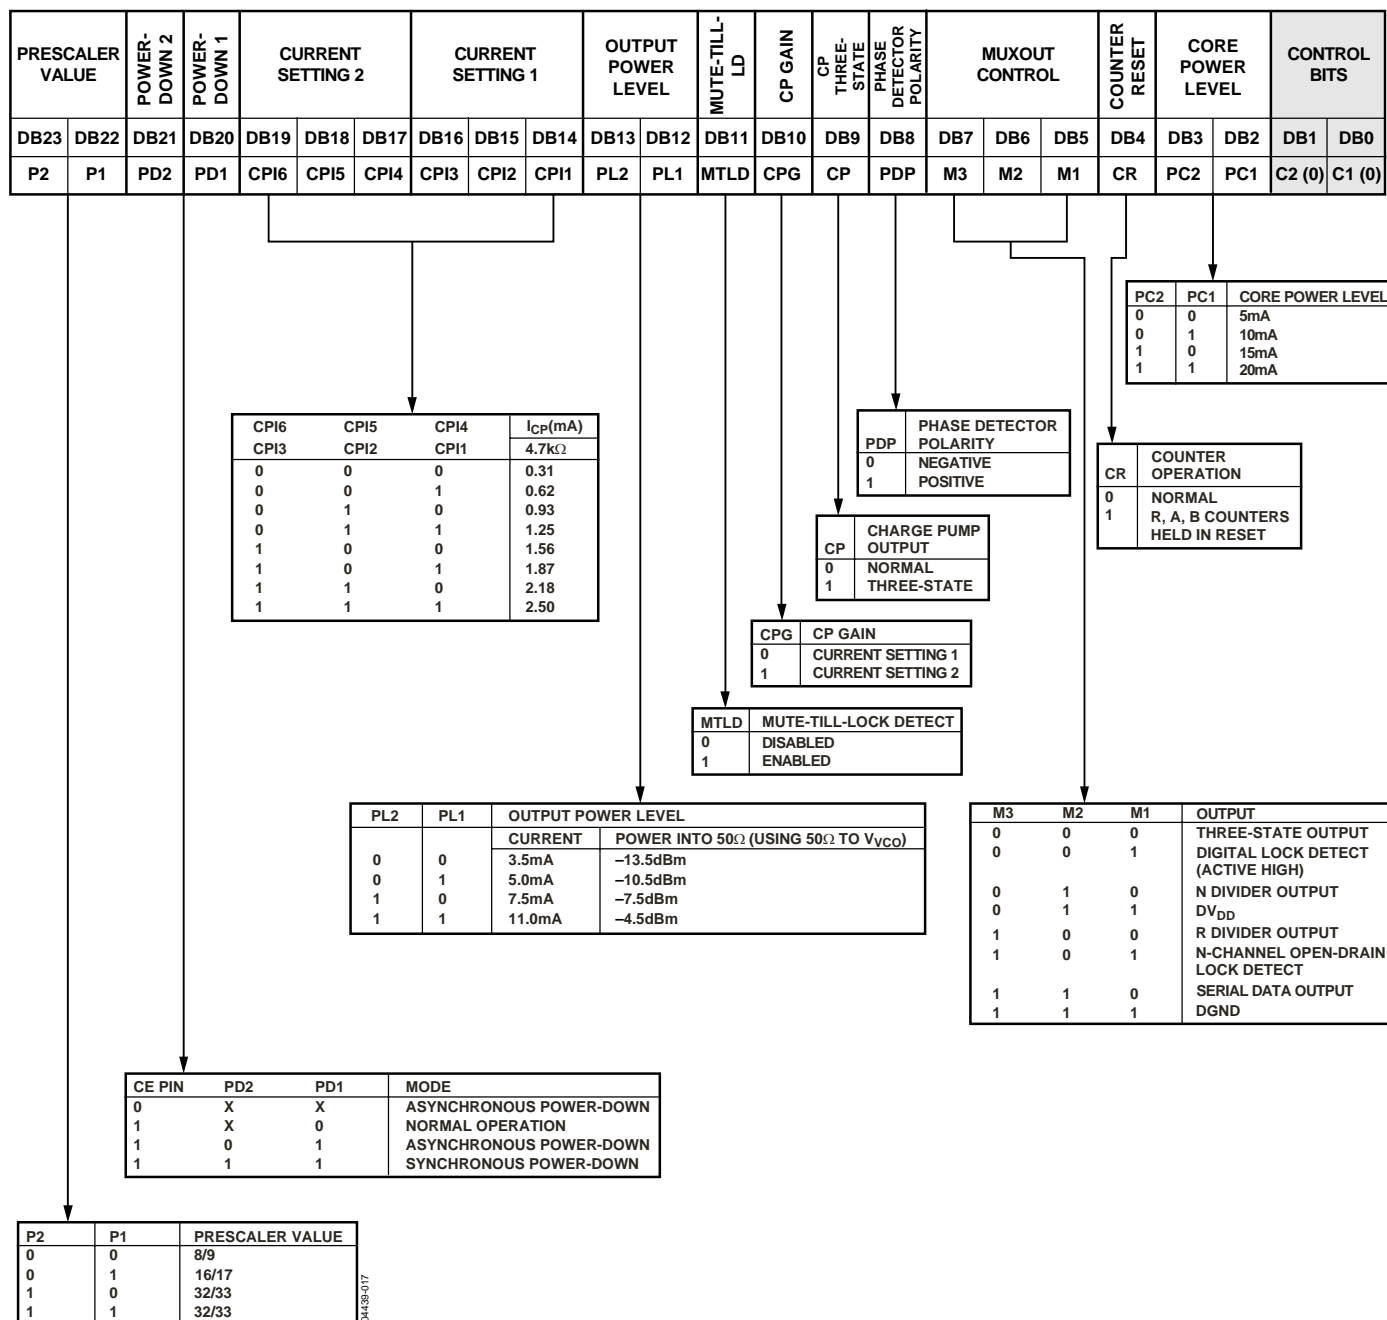 PRESCALER VALUE
POWER-DOWN 2
POWER-DOWN 1
CURRENT SETTING 2
CURRENT SETTING 1
OUTPUT POWER LEVEL
MUTE-TILL-LD
CP GAIN
CP THREE-STATE
PHASE DETECTOR POLARITY
MUXOUT CONTROL
COUNTER RESET
CORE POWER LEVEL
CONTROL BITS
DB23 DB22 DB21 DB20 DB19 DB18 DB17 DB16 DB15 DB14 DB13 DB12 DB11 DB10 DB9 DB8 DB7 DB6 DB5 DB4 DB3 DB2 DB1 DB0
P2 P1 PD2 PD1 CPI6 CPI5 CPI4 CPI3 CPI2 CPI1 PL2 PL1 MTLD CPG CP PDP M3 M2 M1 CR PC2 PC1 C2 (0) C1 (0)
PC2 PC1 CORE POWER LEVEL
0 0 5mA
0 1 10mA
1 0 15mA
1 1 20mA
CPI6 CPI5 CPI4 ICP(mA)
CPI3 CPI2 CPI1 4.7kΩ
0 0 0 0.31
0 0 1 0.62
0 1 0 0.93
0 1 1 1.25
1 0 0 1.56
1 0 1 1.87
1 1 0 2.18
1 1 1 2.50
PDP PHASE DETECTOR POLARITY
0 NEGATIVE
1 POSITIVE
CR COUNTER OPERATION
0 NORMAL
1 R, A, B COUNTERS
HELD IN RESET
CP CHARGE PUMP OUTPUT
0 NORMAL
1 THREE-STATE
CPG CP GAIN
0 CURRENT SETTING 1
1 CURRENT SETTING 2
MTLD MUTE-TILL-LOCK DETECT
0 DISABLED
1 ENABLED
PL2 PL1 OUTPUT POWER LEVEL
CURRENT POWER INTO 50Ω (USING 50Ω TO VVCO)
0 0 3.5mA –13.5dBm
0 1 5.0mA –10.5dBm
1 0 7.5mA –7.5dBm
1 1 11.0mA –4.5dBm
M3 M2 M1 OUTPUT
0 0 0 THREE-STATE OUTPUT
0 0 1 DIGITAL LOCK DETECT
(ACTIVE HIGH)
0 1 0 N DIVIDER OUTPUT
0 1 1 DVDD
1 0 0 R DIVIDER OUTPUT
1 0 1 N-CHANNEL OPEN-DRAIN
LOCK DETECT
1 1 0 SERIAL DATA OUTPUT
1 1 1 DGND
CE PIN PD2 PD1 MODE
0 X X ASYNCHRONOUS POWER-DOWN
1 X 0 NORMAL OPERATION
1 0 1 ASYNCHRONOUS POWER-DOWN
1 1 1 SYNCHRONOUS POWER-DOWN
P2 P1 PRESCALER VALUE
0 0 8/9
0 1 16/17
1 0 32/33
1 1 32/33
04439-017